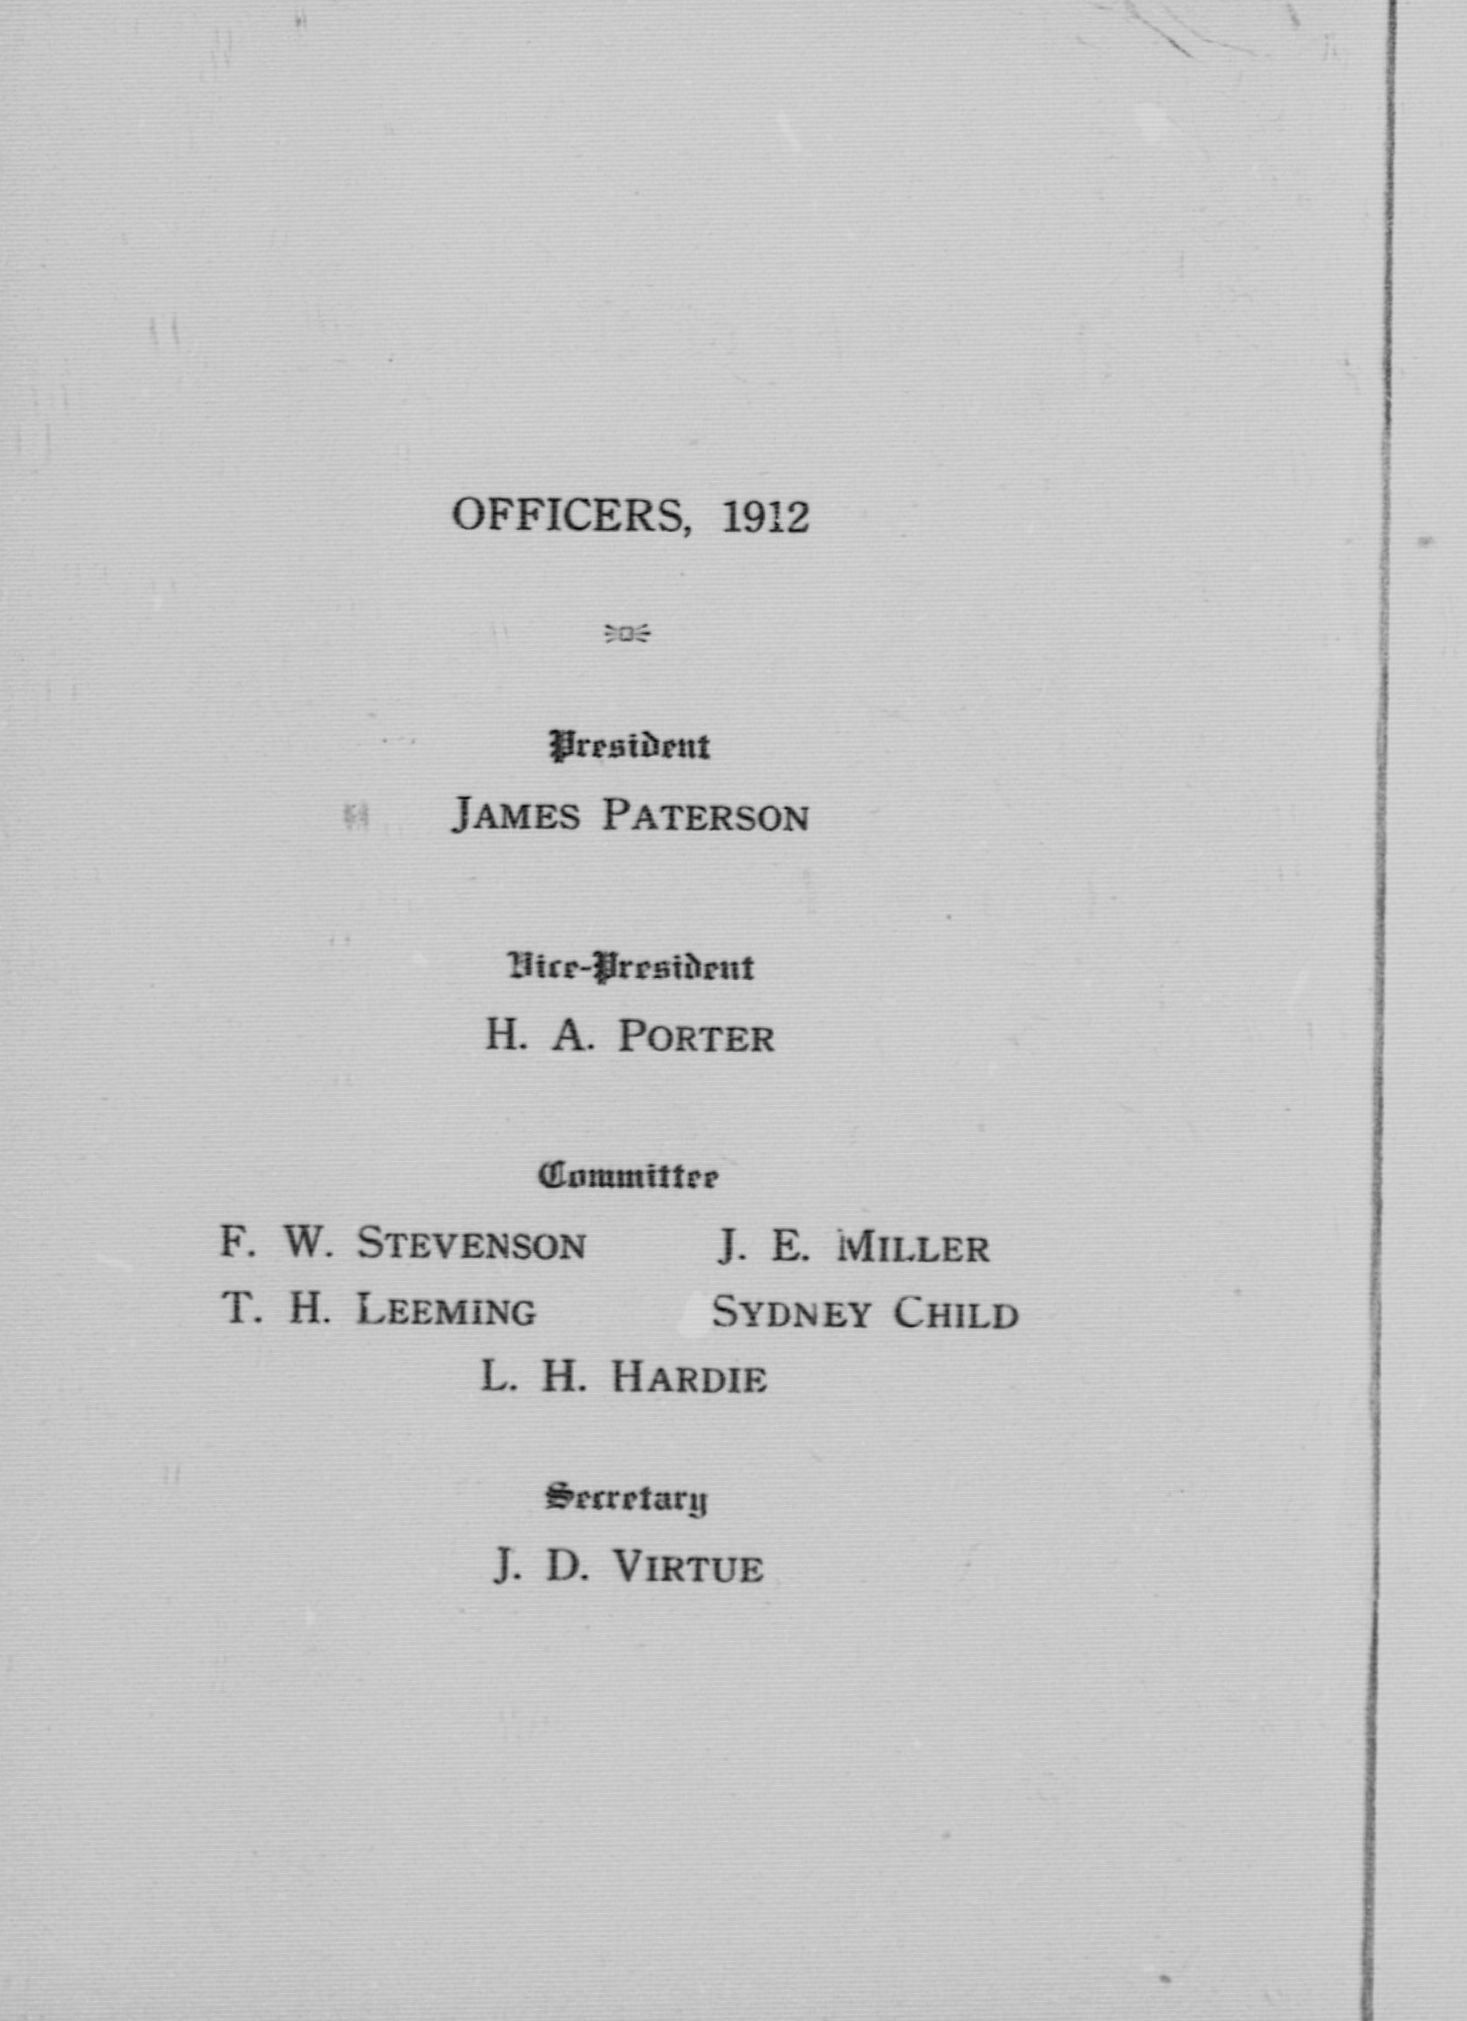 OFFICERS, 1912
President
JAMES PATERSON
Vice-President
H. A. PORTER
Committee
F. W. STEVENSON J. E. MILLER
T. H. LEEMING SYDNEY CHILD
L. H. HARDIE
Secretary
J. D. VIRTUE